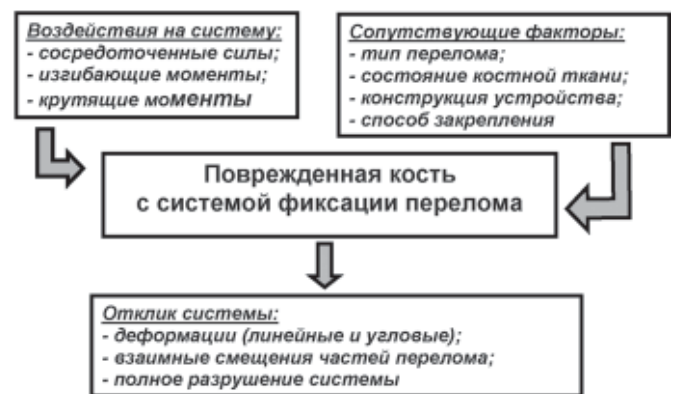 Воздействия на систему:
- сосредоточенные силы;
- изгибающие моменты;
- крутящие моменты
Сопутствующие факторы:
- тип перелома;
- состояние костной ткани;
- конструкция устройства;
- способ закрепления
Поврежденная кость
с системой фиксации перелома
Отклик системы:
- деформации (линейные и угловые);
- взаимные смещения частей перелома;
- полное разрушение системы